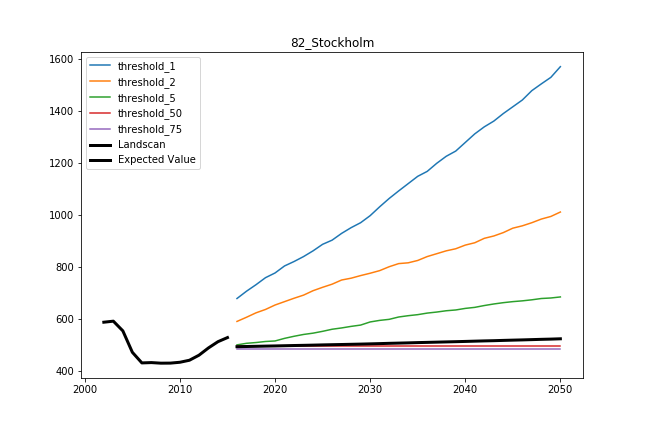 82_Stockholm
1600
1400
1200
1000
800
600
400
threshold_1
threshold_2
threshold_5
threshold_50
threshold_75
Landscan
Expected Value
2000
2010
2020
2030
2040
2050